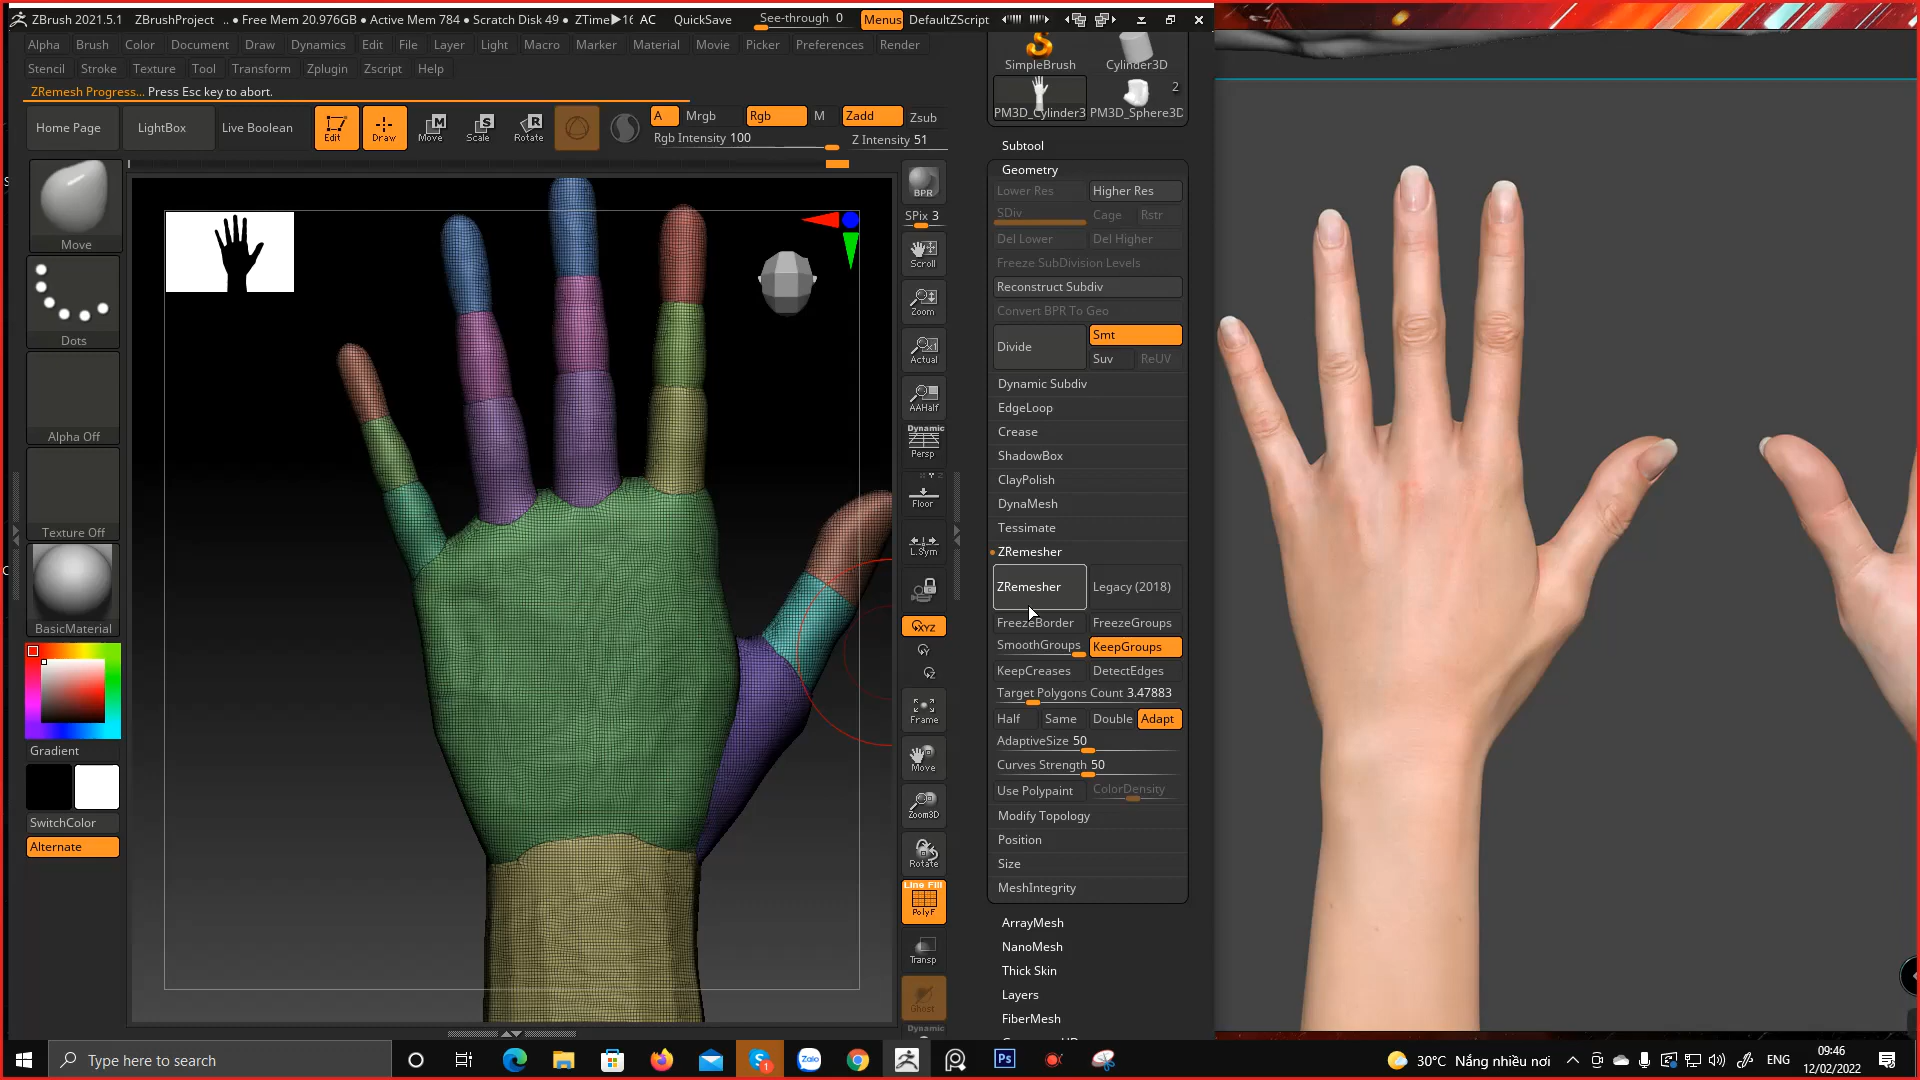 ZBrush 2021.5.1 ZBrushProject .. • Free Mem 20.976GB • Active Mem 784 • Scratch Disk 49 • ZTime▶16 AC QuickSave See-through 0 Menus DefaultZScript
Alpha Brush Color Document Draw Dynamics Edit File Layer Light Macro Marker Material Movie Picker Preferences Render
Stencil Stroke Texture Tool Transform Zplugin Zscript Help
ZRemesh Progress... Press Esc key to abort.
Home Page LightBox Live Boolean Edit Draw Move Scale Rotate
A Mrgb Rgb M Zadd Zsub
Rgb Intensity 100 Z Intensity 51
Move
Dots
Alpha Off
Texture Off
BasicMaterial
Gradient
SwitchColor
Alternate
BPR
SPix 3
Scroll
Zoom
Actual
AAHalf
Dynamic
Persp
Floor
L.Sym
XYZ
Y
Z
Frame
Move
Zoom3D
Rotate
Line Fill
PolyF
Transp
Ghost
Dynamic
SimpleBrush Cylinder3D
2
PM3D_Cylinder3 PM3D_Sphere3D
Subtool
Geometry
Lower Res Higher Res
SDiv Cage Rstr
Del Lower Del Higher
Freeze SubDivision Levels
Reconstruct Subdiv
Convert BPR To Geo
Divide Smt
Suv ReUV
Dynamic Subdiv
EdgeLoop
Crease
ShadowBox
ClayPolish
DynaMesh
Tessimate
ZRemesher
ZRemesher Legacy (2018)
FreezeBorder FreezeGroups
SmoothGroups KeepGroups
KeepCreases DetectEdges
Target Polygons Count 3.47883
Half Same Double Adapt
AdaptiveSize 50
Curves Strength 50
Use Polypaint ColorDensity
Modify Topology
Position
Size
MeshIntegrity
ArrayMesh
NanoMesh
Thick Skin
Layers
FiberMesh
Type here to search
Zalo
1
Ps
30°C Nắng nhiều nơi
ENG
09:46
12/02/2022